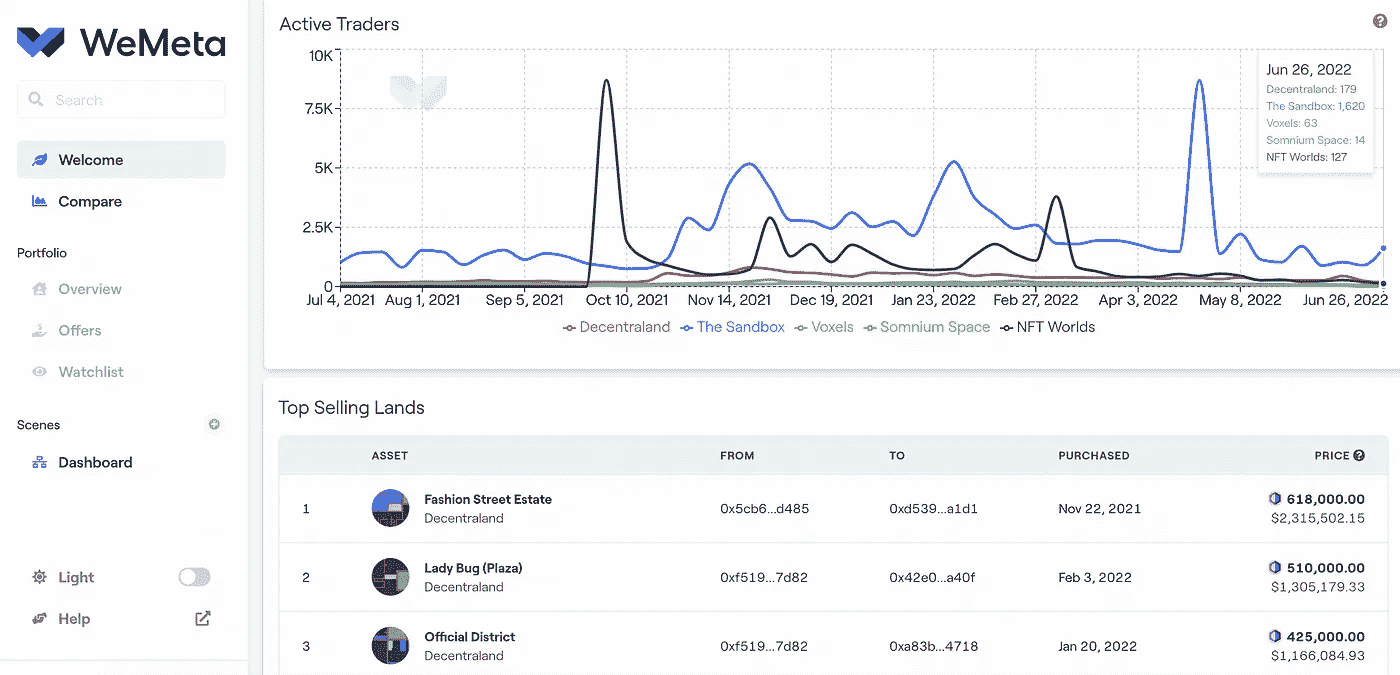 WeMeta
Search
Welcome
Compare
Portfolio
Overview
Offers
Watchlist
Scenes
Dashboard
Light
Help
Active Traders
10K
7.5K
5K
2.5K
0
Jul 4, 2021 Aug 1, 2021 Sep 5, 2021 Oct 10, 2021 Nov 14, 2021 Dec 19, 2021 Jan 23, 2022 Feb 27, 2022 Apr 3, 2022 May 8, 2022 Jun 26, 2022
Jun 26, 2022
Decentraland: 179
The Sandbox: 1,620
Voxels: 63
Somnium Space: 14
NFT Worlds: 127
Decentraland The Sandbox Voxels Somnium Space NFT Worlds
Top Selling Lands
ASSET FROM TO PURCHASED PRICE ?
1 Fashion Street Estate 0x5cb6...d485 0xd539...a1d1 Nov 22, 2021 618,000.00
Decentraland $2,315,502.15
2 Lady Bug (Plaza) 0xf519...7d82 0x42e0...a40f Feb 3, 2022 510,000.00
Decentraland $1,305,179.33
3 Official District 0xf519...7d82 0xa83b...4718 Jan 20, 2022 425,000.00
Decentraland $1,166,084.93